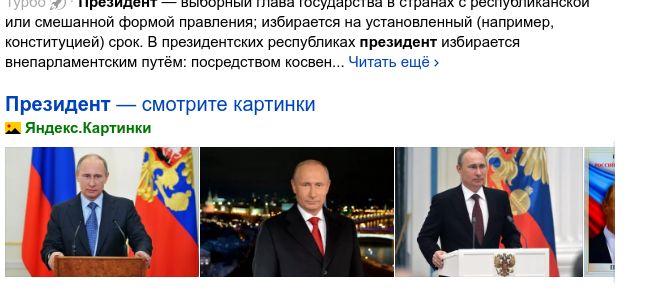 Турбо · Президент — выборный глава государства в странах с республиканской
или смешанной формой правления; избирается на установленный (например,
конституцией) срок. В президентских республиках президент избирается
внепарламентским путём: посредством косвен... Читать ещё ›
Президент — смотрите картинки
Яндекс.Картинки